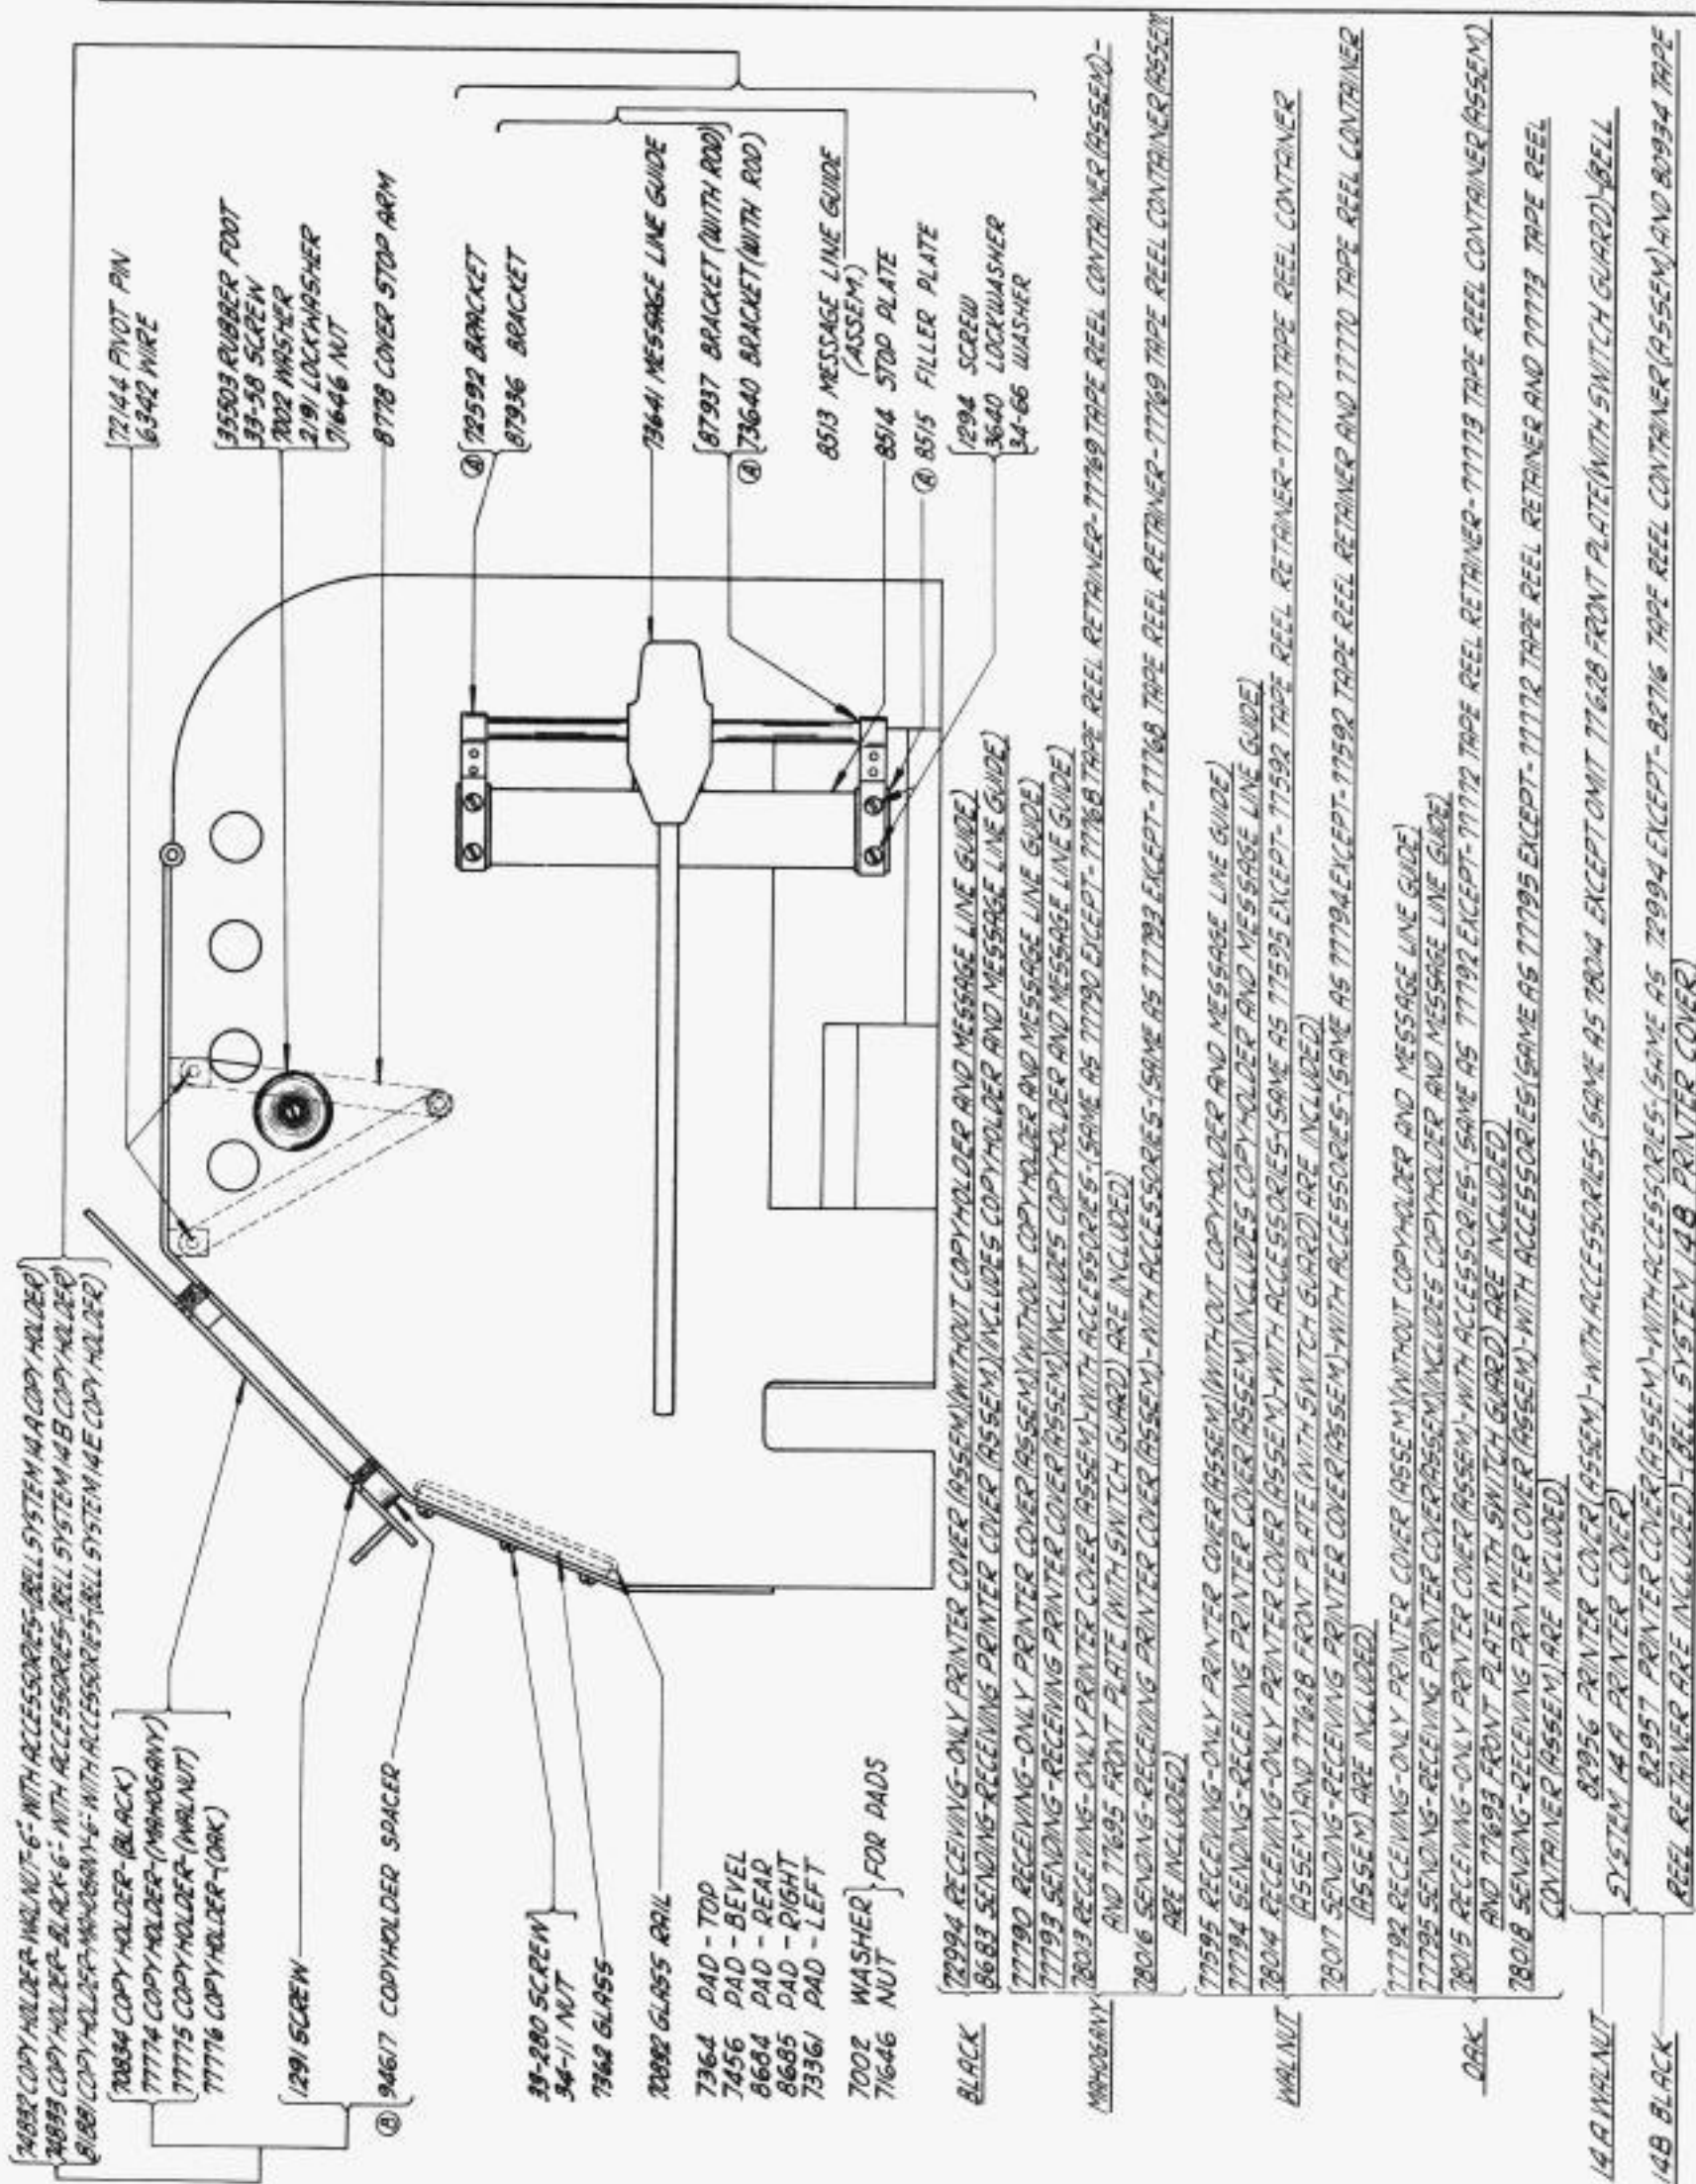 74832 COPYHOLDER-WALNUT-6"-WITH ACCESSORIES-(BELL SYSTEM 14A COPYHOLDER)
74833 COPYHOLDER-BLACK-6"-WITH ACCESSORIES-(BELL SYSTEM 14B COPYHOLDER)
81881 COPYHOLDER-MAHOGANY-6"-WITH ACCESSORIES-(BELL SYSTEM 14E COPYHOLDER)
70834 COPYHOLDER-(BLACK)
77774 COPYHOLDER-(MAHOGANY)
77775 COPYHOLDER-(WALNUT)
77776 COPYHOLDER-(OAK)
1291 SCREW
Ⓑ 94617 COPYHOLDER SPACER
33-280 SCREW
34-11 NUT
7362 GLASS
70892 GLASS RAIL
7364 PAD - TOP
7456 PAD - BEVEL
8684 PAD - REAR
8685 PAD - RIGHT
73361 PAD - LEFT
7002 WASHER
71646 NUT
FOR PADS
72144 PIVOT PIN
6342 WIRE
35503 RUBBER FOOT
33-58 SCREW
7002 WASHER
2191 LOCKWASHER
71646 NUT
8778 COVER STOP ARM
Ⓐ 72592 BRACKET
87936 BRACKET
73641 MESSAGE LINE GUIDE
87937 BRACKET (WITH ROD)
Ⓐ 73640 BRACKET (WITH ROD)
8513 MESSAGE LINE GUIDE
(ASSEM.)
8514 STOP PLATE
Ⓐ 8515 FILLER PLATE
1294 SCREW
3640 LOCKWASHER
34-66 WASHER
BLACK
72994 RECEIVING-ONLY PRINTER COVER (ASSEM)(WITHOUT COPYHOLDER AND MESSAGE LINE GUIDE)
8683 SENDING-RECEIVING PRINTER COVER (ASSEM)(INCLUDES COPYHOLDER AND MESSAGE LINE GUIDE)
MAHOGANY
77790 RECEIVING-ONLY PRINTER COVER (ASSEM)(WITHOUT COPYHOLDER AND MESSAGE LINE GUIDE)
77793 SENDING-RECEIVING PRINTER COVER (ASSEM)(INCLUDES COPYHOLDER AND MESSAGE LINE GUIDE)
78013 RECEIVING-ONLY PRINTER COVER (ASSEM)-WITH ACCESSORIES-(SAME AS 77790 EXCEPT-77768 TAPE REEL RETAINER-77769 TAPE REEL CONTAINER (ASSEM)-
AND 77695 FRONT PLATE (WITH SWITCH GUARD) ARE INCLUDED)
78016 SENDING-RECEIVING PRINTER COVER (ASSEM)-WITH ACCESSORIES-(SAME AS 77793 EXCEPT-77768 TAPE REEL RETAINER-77769 TAPE REEL CONTAINER (ASSEM
ARE INCLUDED)
WALNUT
77595 RECEIVING-ONLY PRINTER COVER (ASSEM)(WITHOUT COPYHOLDER AND MESSAGE LINE GUIDE)
77794 SENDING-RECEIVING PRINTER COVER (ASSEM)(INCLUDES COPYHOLDER AND MESSAGE LINE GUIDE)
78014 RECEIVING-ONLY PRINTER COVER (ASSEM)-WITH ACCESSORIES-(SAME AS 77595 EXCEPT-77592 TAPE REEL RETAINER-77770 TAPE REEL CONTAINER
(ASSEM) AND 77628 FRONT PLATE (WITH SWITCH GUARD) ARE INCLUDED)
78017 SENDING-RECEIVING PRINTER COVER (ASSEM)-WITH ACCESSORIES-(SAME AS 77794 EXCEPT-77592 TAPE REEL RETAINER AND 77770 TAPE REEL CONTAINER
(ASSEM) ARE INCLUDED)
OAK
77792 RECEIVING-ONLY PRINTER COVER (ASSEM)(WITHOUT COPYHOLDER AND MESSAGE LINE GUIDE)
77795 SENDING-RECEIVING PRINTER COVER (ASSEM)(INCLUDES COPYHOLDER AND MESSAGE LINE GUIDE)
78015 RECEIVING-ONLY PRINTER COVER (ASSEM)-WITH ACCESSORIES-(SAME AS 77792 EXCEPT-77772 TAPE REEL RETAINER-77773 TAPE REEL CONTAINER (ASSEM)
AND 77693 FRONT PLATE (WITH SWITCH GUARD) ARE INCLUDED)
78018 SENDING-RECEIVING PRINTER COVER (ASSEM)-WITH ACCESSORIES (SAME AS 77795 EXCEPT-77772 TAPE REEL RETAINER AND 77773 TAPE REEL
CONTAINER (ASSEM) ARE INCLUDED)
14A WALNUT
82956 PRINTER COVER (ASSEM)-WITH ACCESSORIES-(SAME AS 78014 EXCEPT OMIT 77628 FRONT PLATE (WITH SWITCH GUARD)-(BELL
SYSTEM 14A PRINTER COVER)
14B BLACK
82957 PRINTER COVER (ASSEM)-WITH ACCESSORIES-(SAME AS 72994 EXCEPT-82716 TAPE REEL CONTAINER (ASSEM) AND 80934 TAPE
REEL RETAINER ARE INCLUDED)-(BELL SYSTEM 14B PRINTER COVER)